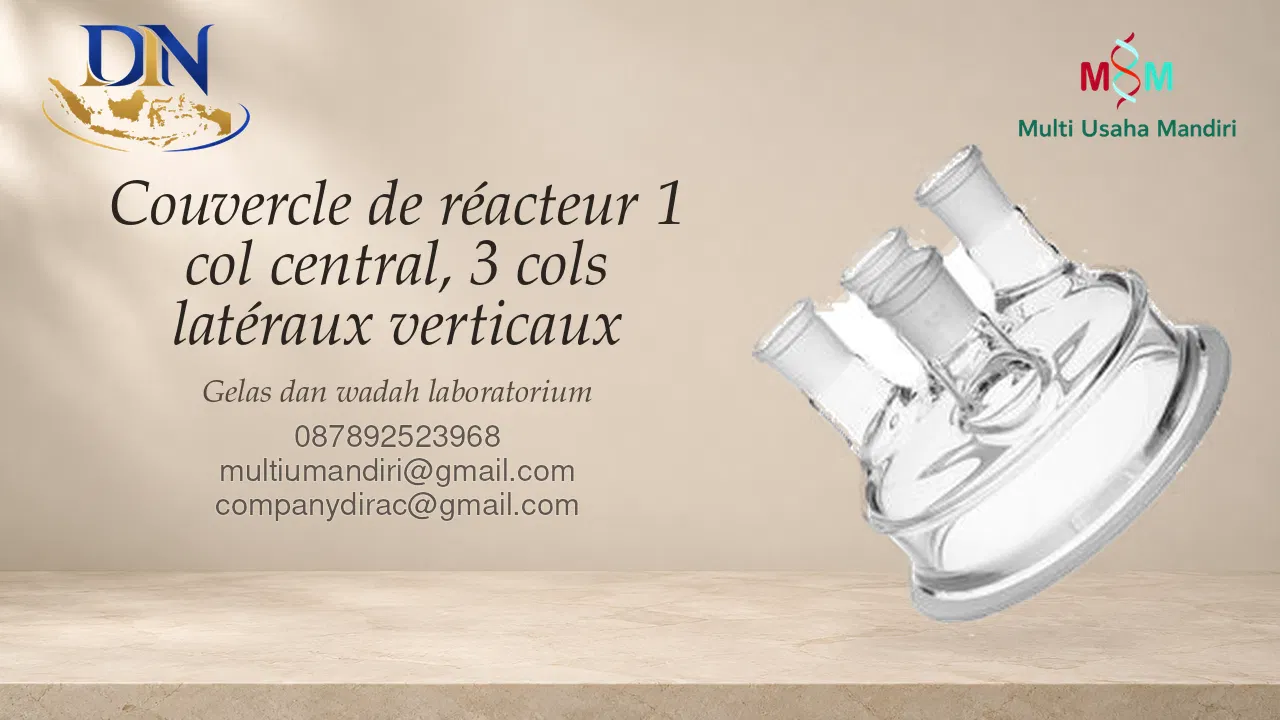 DN
M M
Multi Usaha Mandiri
Couvercle de réacteur 1
col central, 3 cols
latéraux verticaux
Gelas dan wadah laboratorium
087892523968
multiumandiri@gmail.com
companydirac@gmail.com